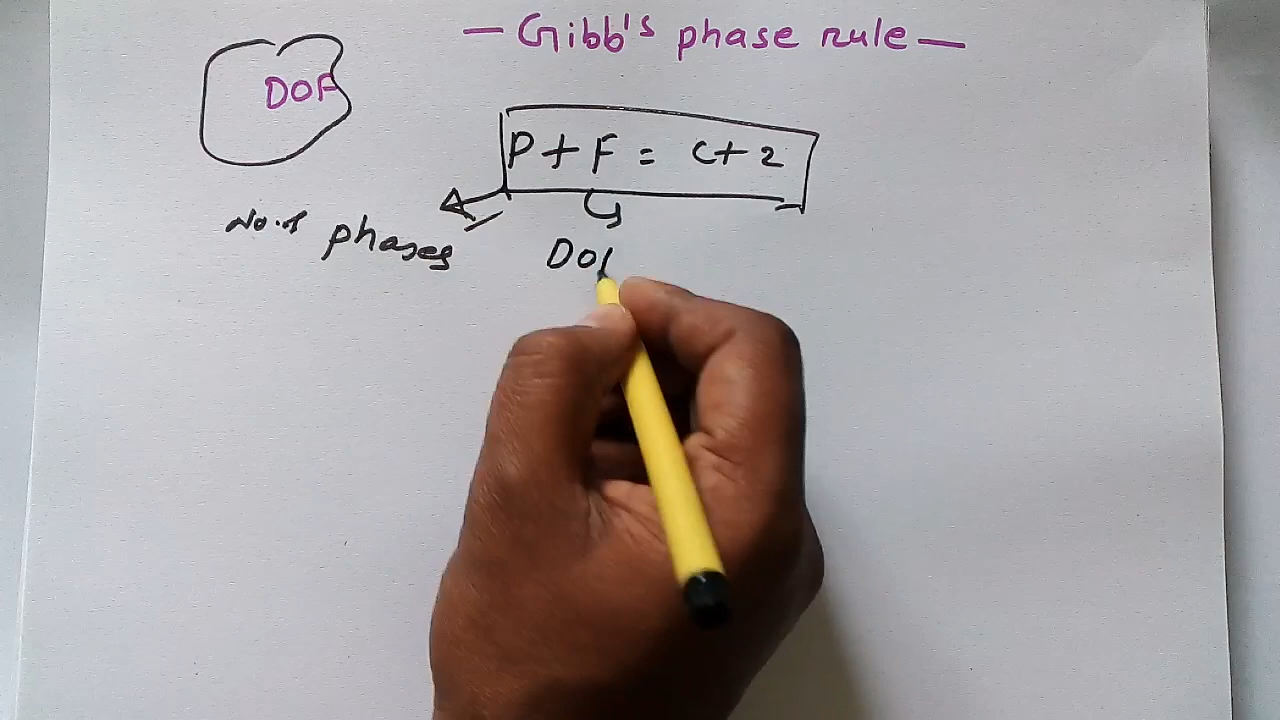 — Gibb's phase rule —
DOF
P + F = C + 2
No. of phases
DO